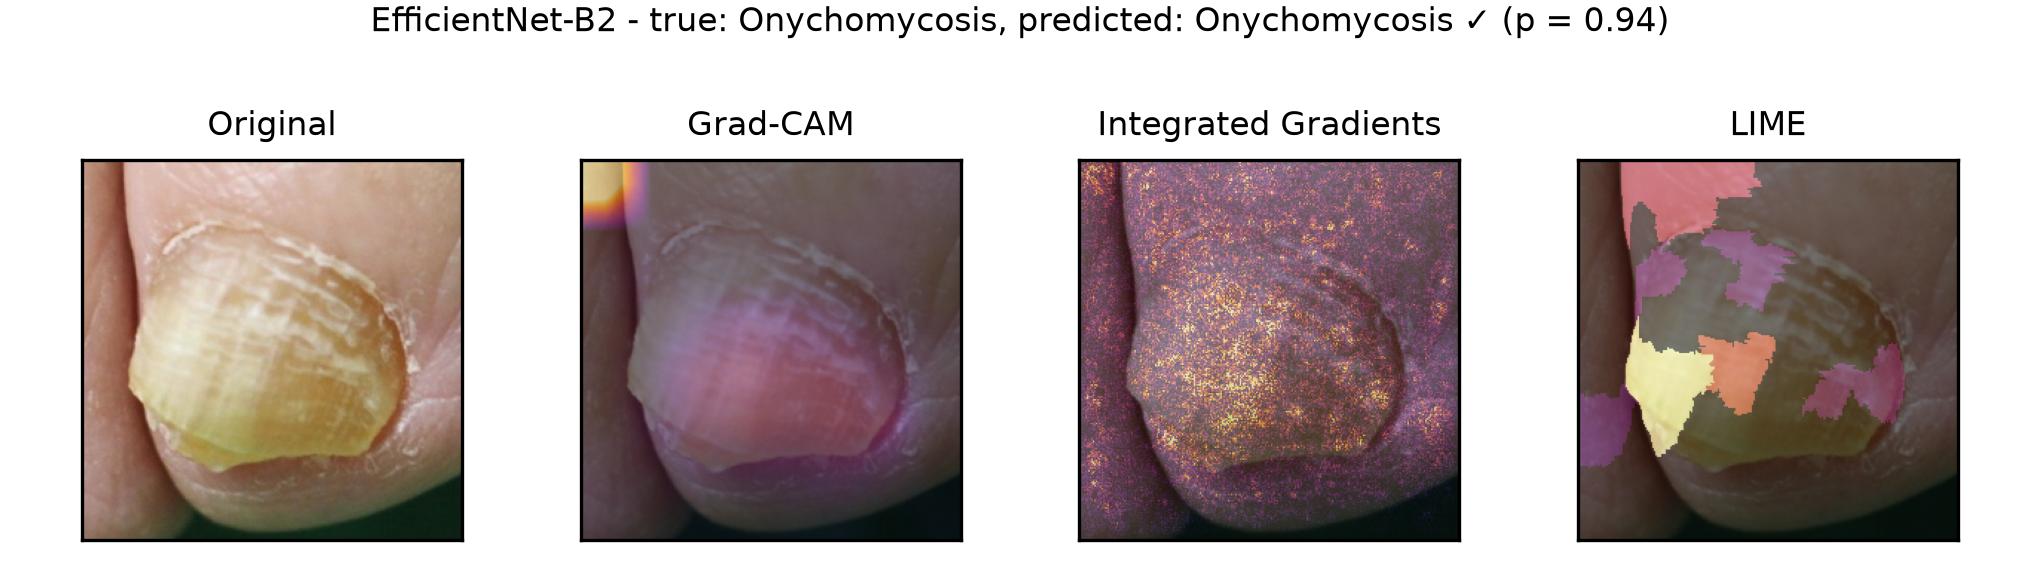 EfficientNet-B2 - true: Onychomycosis, predicted: Onychomycosis ✓ (p = 0.94)
Original
Grad-CAM
Integrated Gradients
LIME